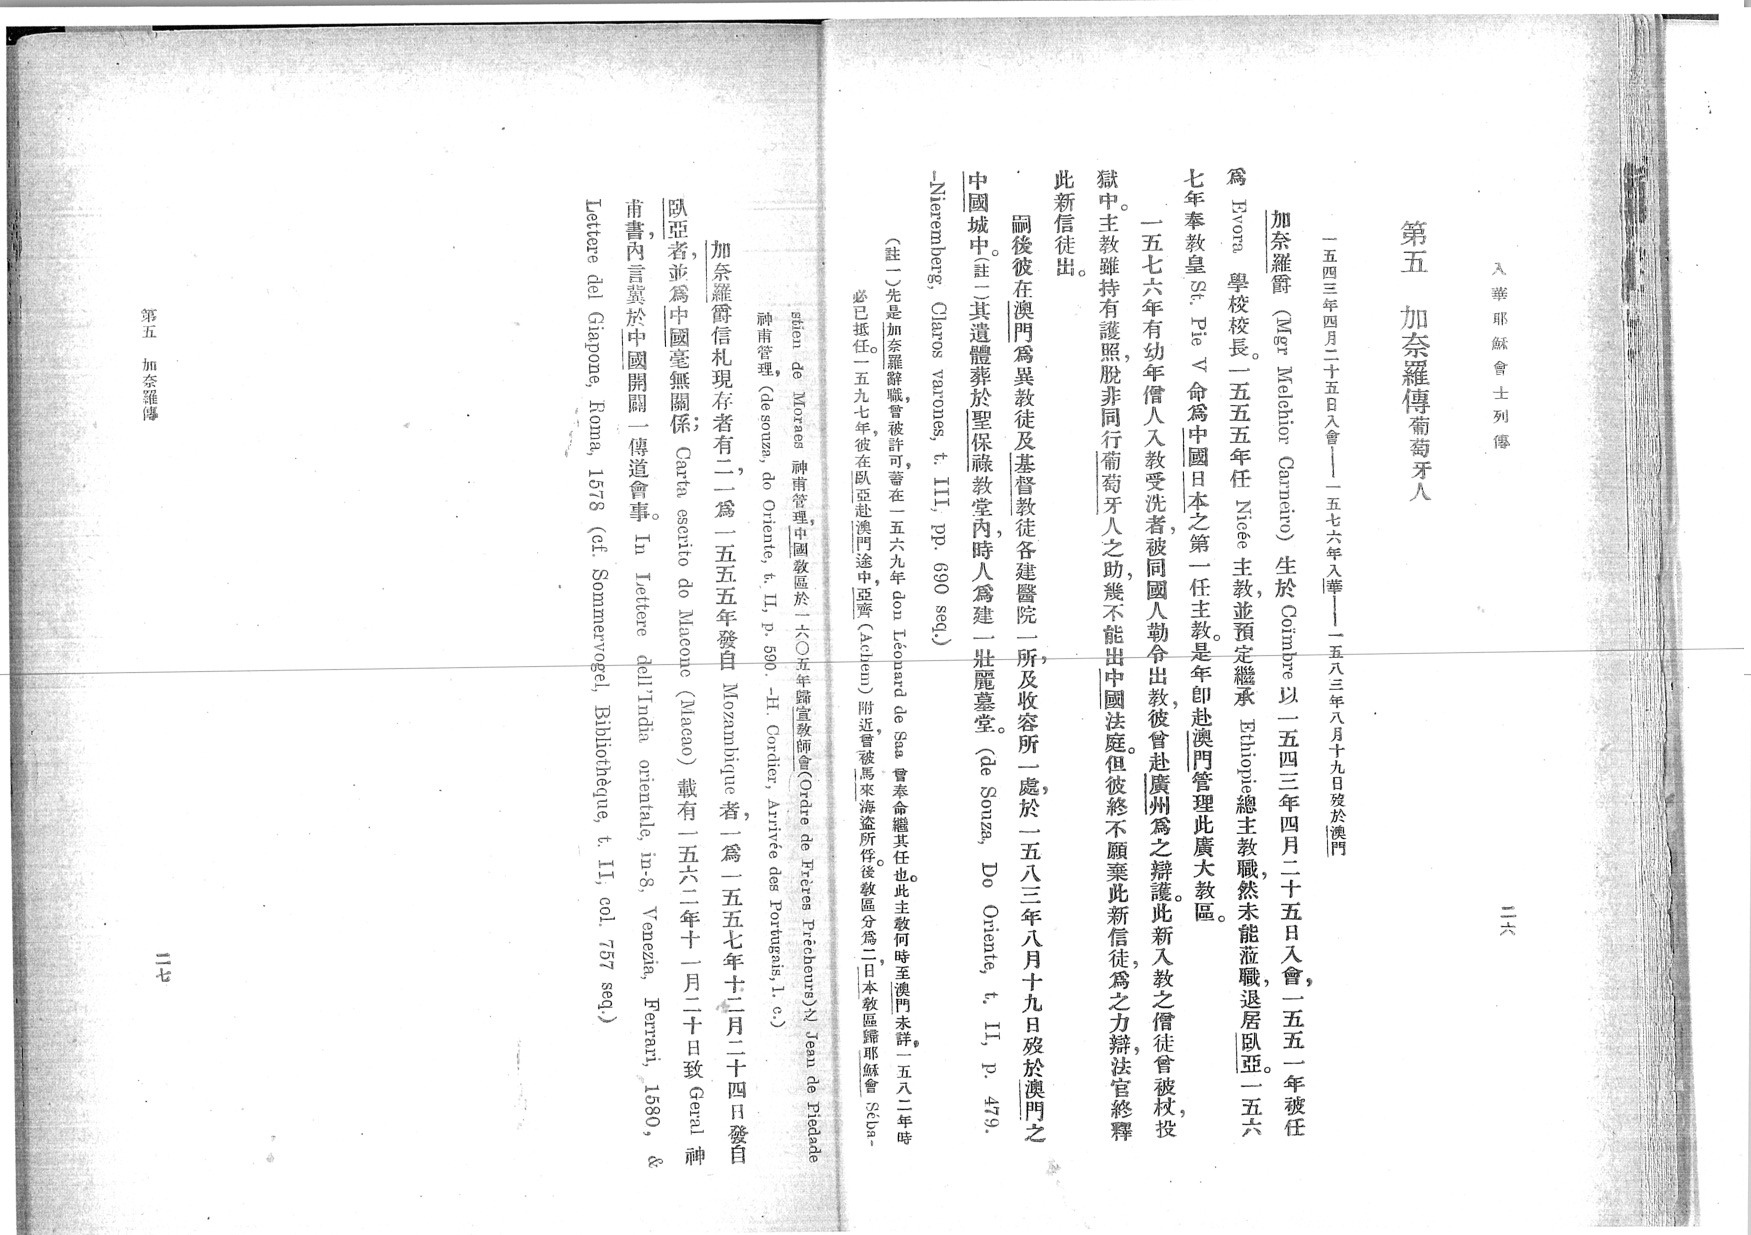 入華耶穌會士列傳
二六
第五　加奈羅傳葡萄牙人
一五四三年四月二十五日入會——一五七六年入華——一五八三年八月十九日歿於澳門
加奈羅爵 (Mgr Melchior Carneiro) 生於 Coimbre 以一五四三年四月二十五日入會，一五五一年被任
爲 Evora 學校校長。一五五五年任 Nicée 主教，並預定繼承 Ethiopie 總主教職，然未能蒞職，退居臥亞。一五六
七年奉教皇 St. Pie V 命爲中國日本之第一任主教。是年卽赴澳門管理此廣大教區。
一五七六年有幼年僧人入教受洗者，被同國人勒令出教，彼曾赴廣州爲之辯護。此新入教之僧徒曾被杖，投
獄中。主教雖持有護照，脫非同行葡萄牙人之助，幾不能出中國法庭。但彼終不願棄此新信徒，爲之力辯，法官終釋
此新信徒出。
嗣後彼在澳門爲異教徒及基督教徒各建醫院一所，及收容所一處，於一五八三年八月十九日歿於澳門之
中國城中。(註一)其遺體葬於聖保祿教堂內，時人爲建一壯麗墓堂。(de Souza, Do Oriente, t. II, p. 479.
-Nieremberg, Claros varones, t. III, pp. 690 seq.)
(註一)先是加奈羅辭職，曾被許可，蓋在一五六九年 don Léonard de Saa 曾奉命繼其任也。此主教何時至澳門未詳，一五八二年時
必已抵任。一五九七年，彼在臥亞赴澳門途中，亞齊(Achem)附近，曾被馬來海盜所俘。後教區分爲二，日本教區歸耶穌會 Séba-
stien de Moraes 神甫管理，中國教區於一六〇五年歸宣教師會(Ordre de Frères Prêcheurs)之 Jean de Piedade
神甫管理，(de souza, do Oriente, t. II, p. 590. -H. Cordier, Arrivée des Portugais, l. c.)
加奈羅爵信札現存者有二，一爲一五五五年發自 Mozambique 者，一爲一五五七年十二月二十四日發自
臥亞者，並爲中國毫無關係； Carta escrito do Macone (Macao) 載有一五六二年十一月二十日致 Geral 神
甫書，內言冀於中國開闢一傳道會事。In Lettere dell'India orientale, in-8, Venezia, Ferrari, 1580, &
Lettere del Giapone, Roma, 1578 (cf. Sommervogel, Bibliothèque, t. II, col. 757 seq.)
第五　加奈羅傳
二七